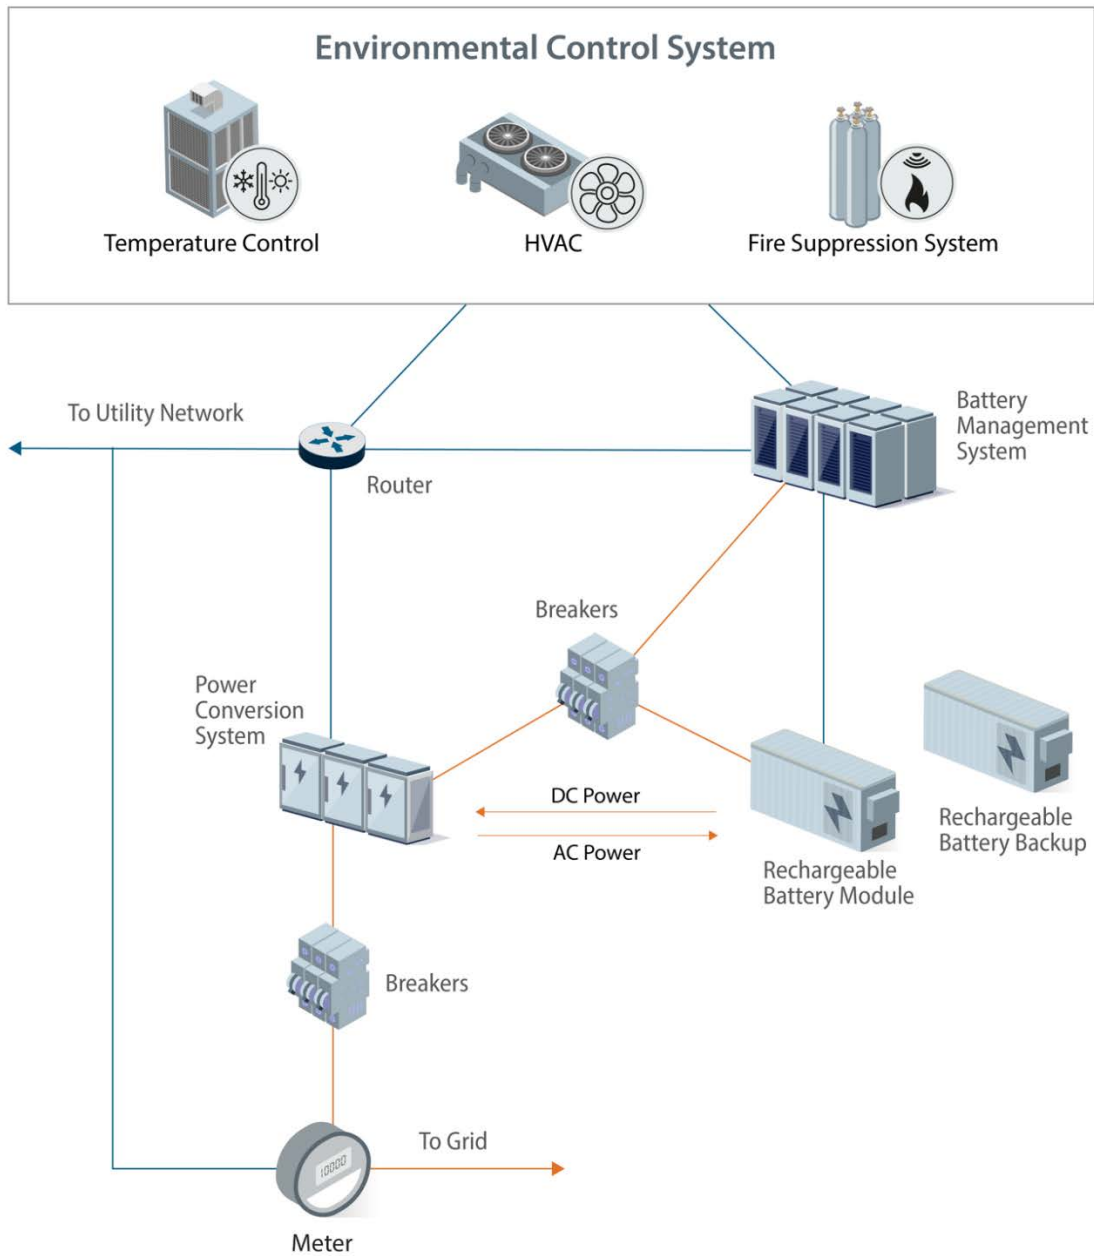 Environmental Control System
Temperature Control
HVAC
Fire Suppression System
To Utility Network
Router
Battery
Management
System
Breakers
Power
Conversion
System
DC Power
AC Power
Rechargeable
Battery Module
Rechargeable
Battery Backup
Breakers
10000
To Grid
Meter